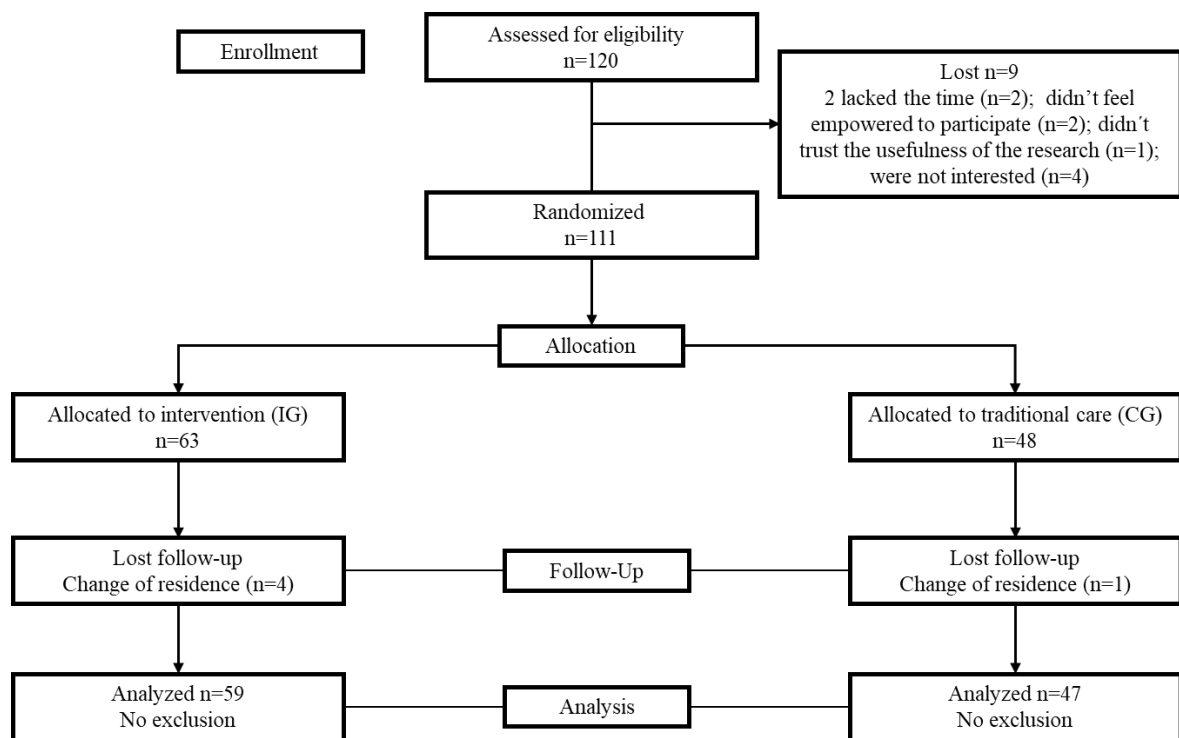 Enrollment
Assessed for eligibility
n=120
Lost n=9
2 lacked the time (n=2);  didn’t feel
empowered to participate (n=2); didn´t
trust the usefulness of the research (n=1);
were not interested (n=4)
Randomized
n=111
Allocation
Allocated to intervention (IG)
n=63
Allocated to traditional care (CG)
n=48
Lost follow-up
Change of residence (n=4)
Follow-Up
Lost follow-up
Change of residence (n=1)
Analyzed n=59
No exclusion
Analysis
Analyzed n=47
No exclusion